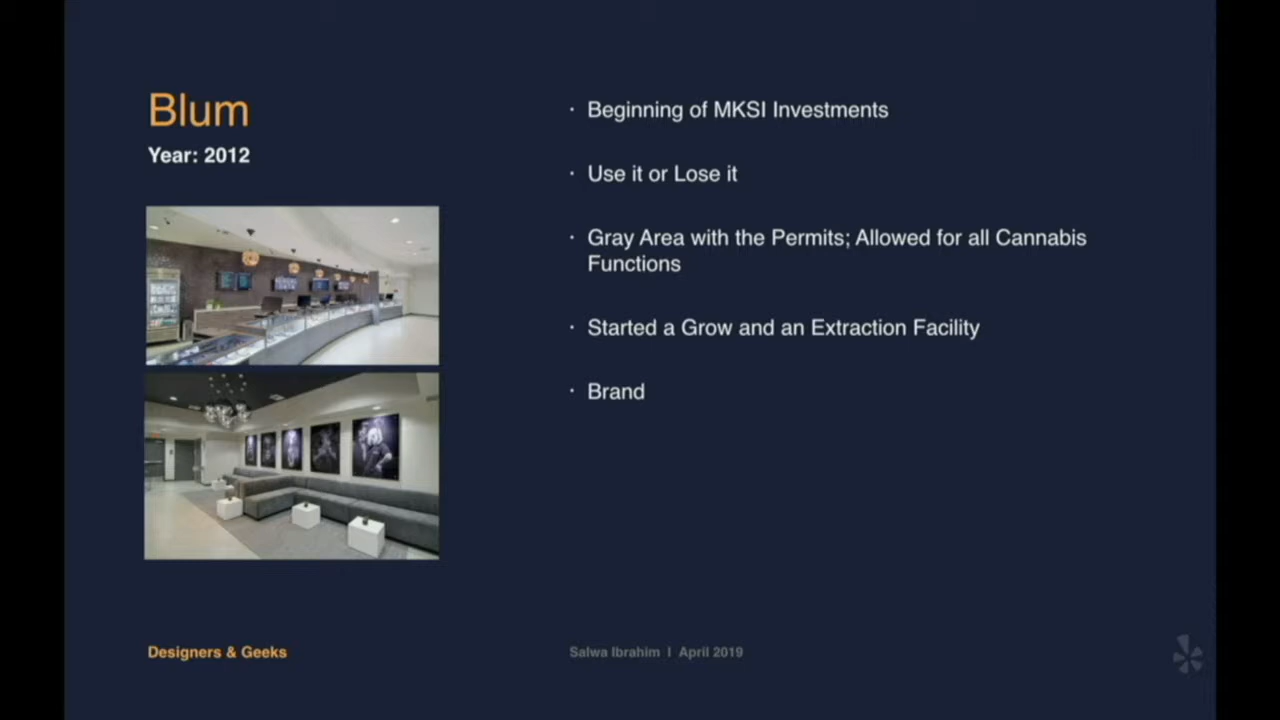 Blum
Year: 2012
· Beginning of MKSI Investments
· Use it or Lose it
· Gray Area with the Permits; Allowed for all Cannabis
Functions
· Started a Grow and an Extraction Facility
· Brand
Designers & Geeks
Salwa Ibrahim | April 2019